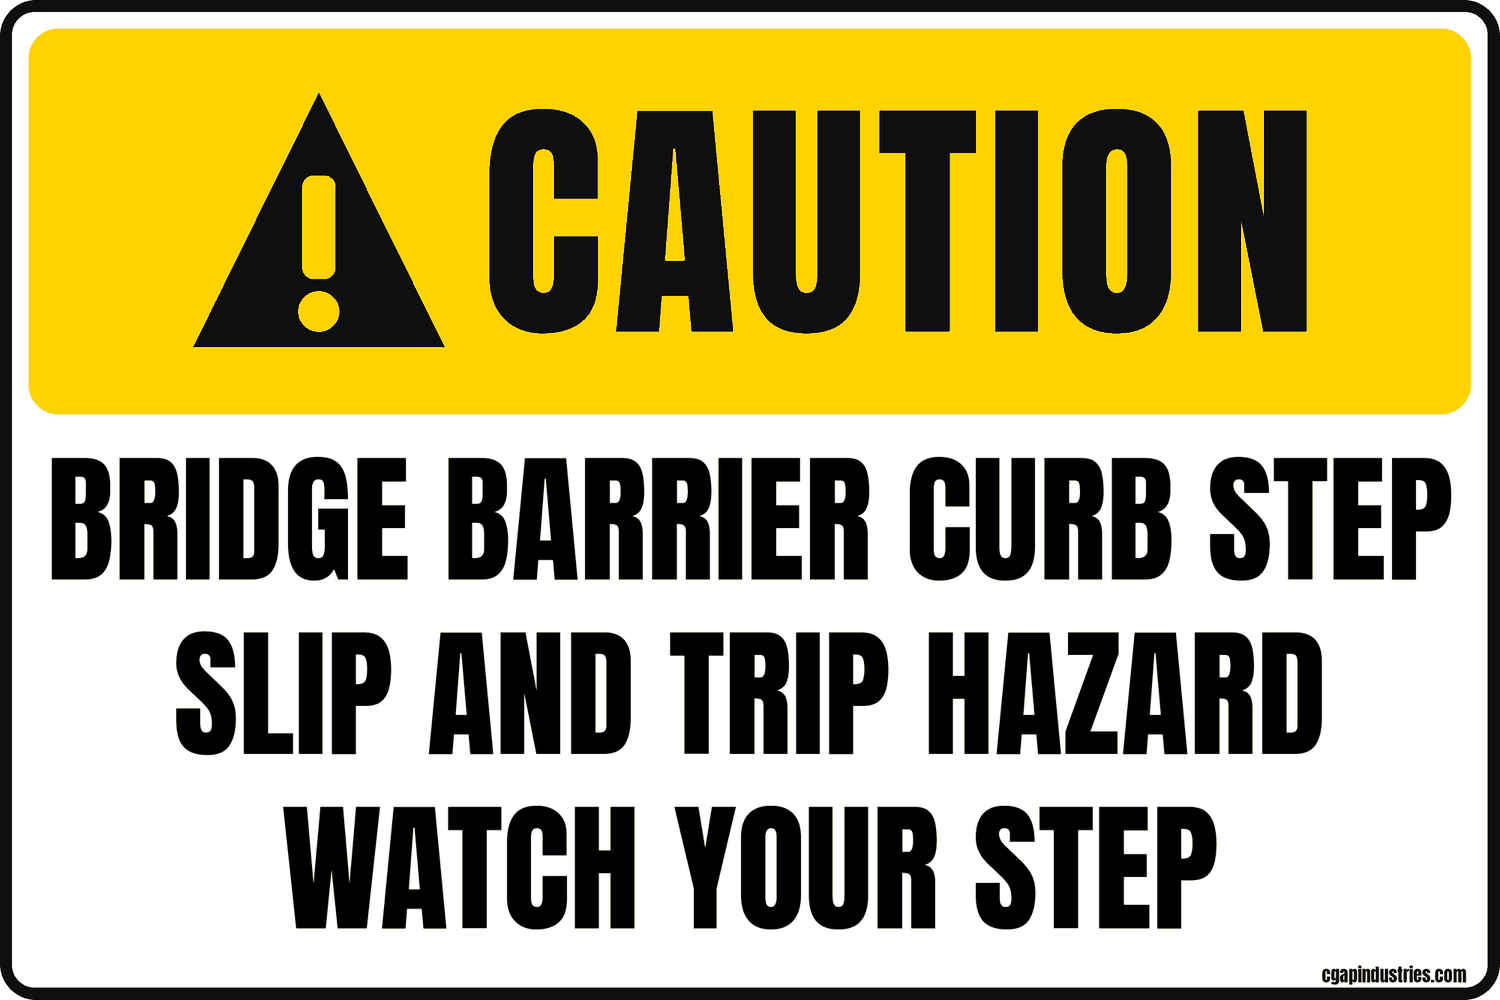 CAUTION
BRIDGE BARRIER CURB STEP
SLIP AND TRIP HAZARD
WATCH YOUR STEP
cgapindustries.com